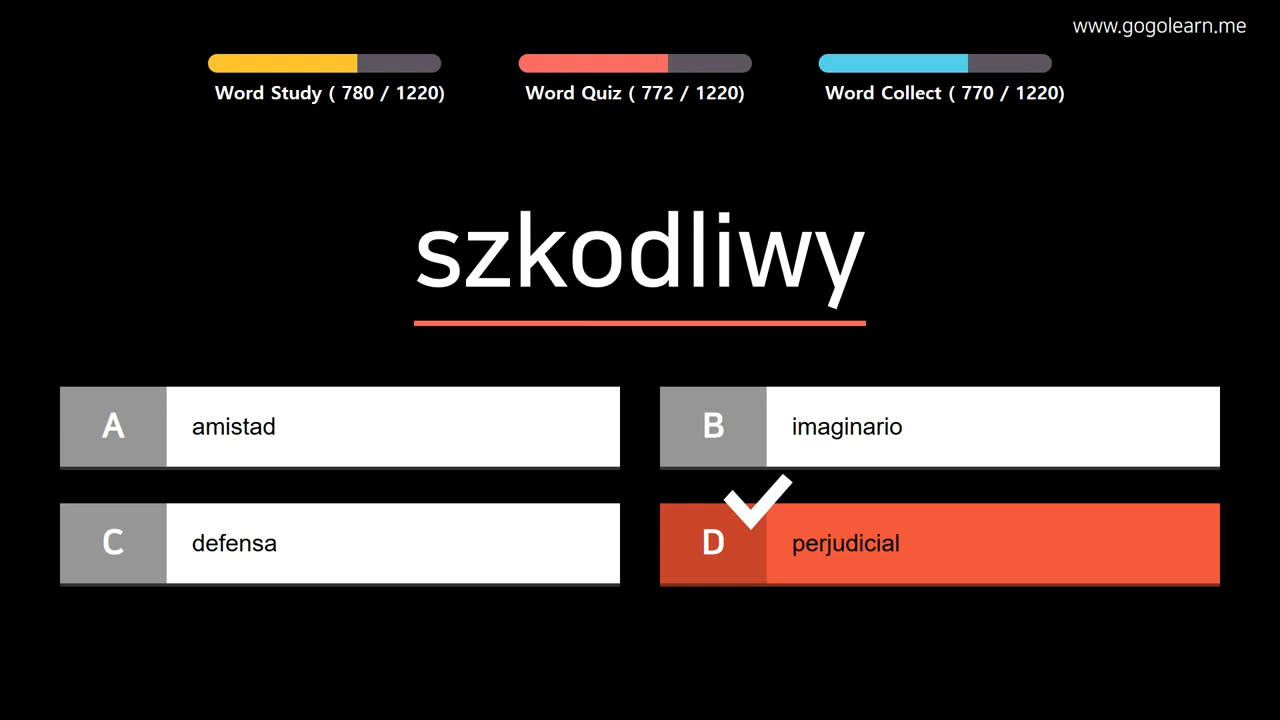 www.gogolearn.me
Word Study ( 780 / 1220)
Word Quiz ( 772 / 1220)
Word Collect ( 770 / 1220)
szkodliwy
A
amistad
B
imaginario
C
defensa
D
perjudicial